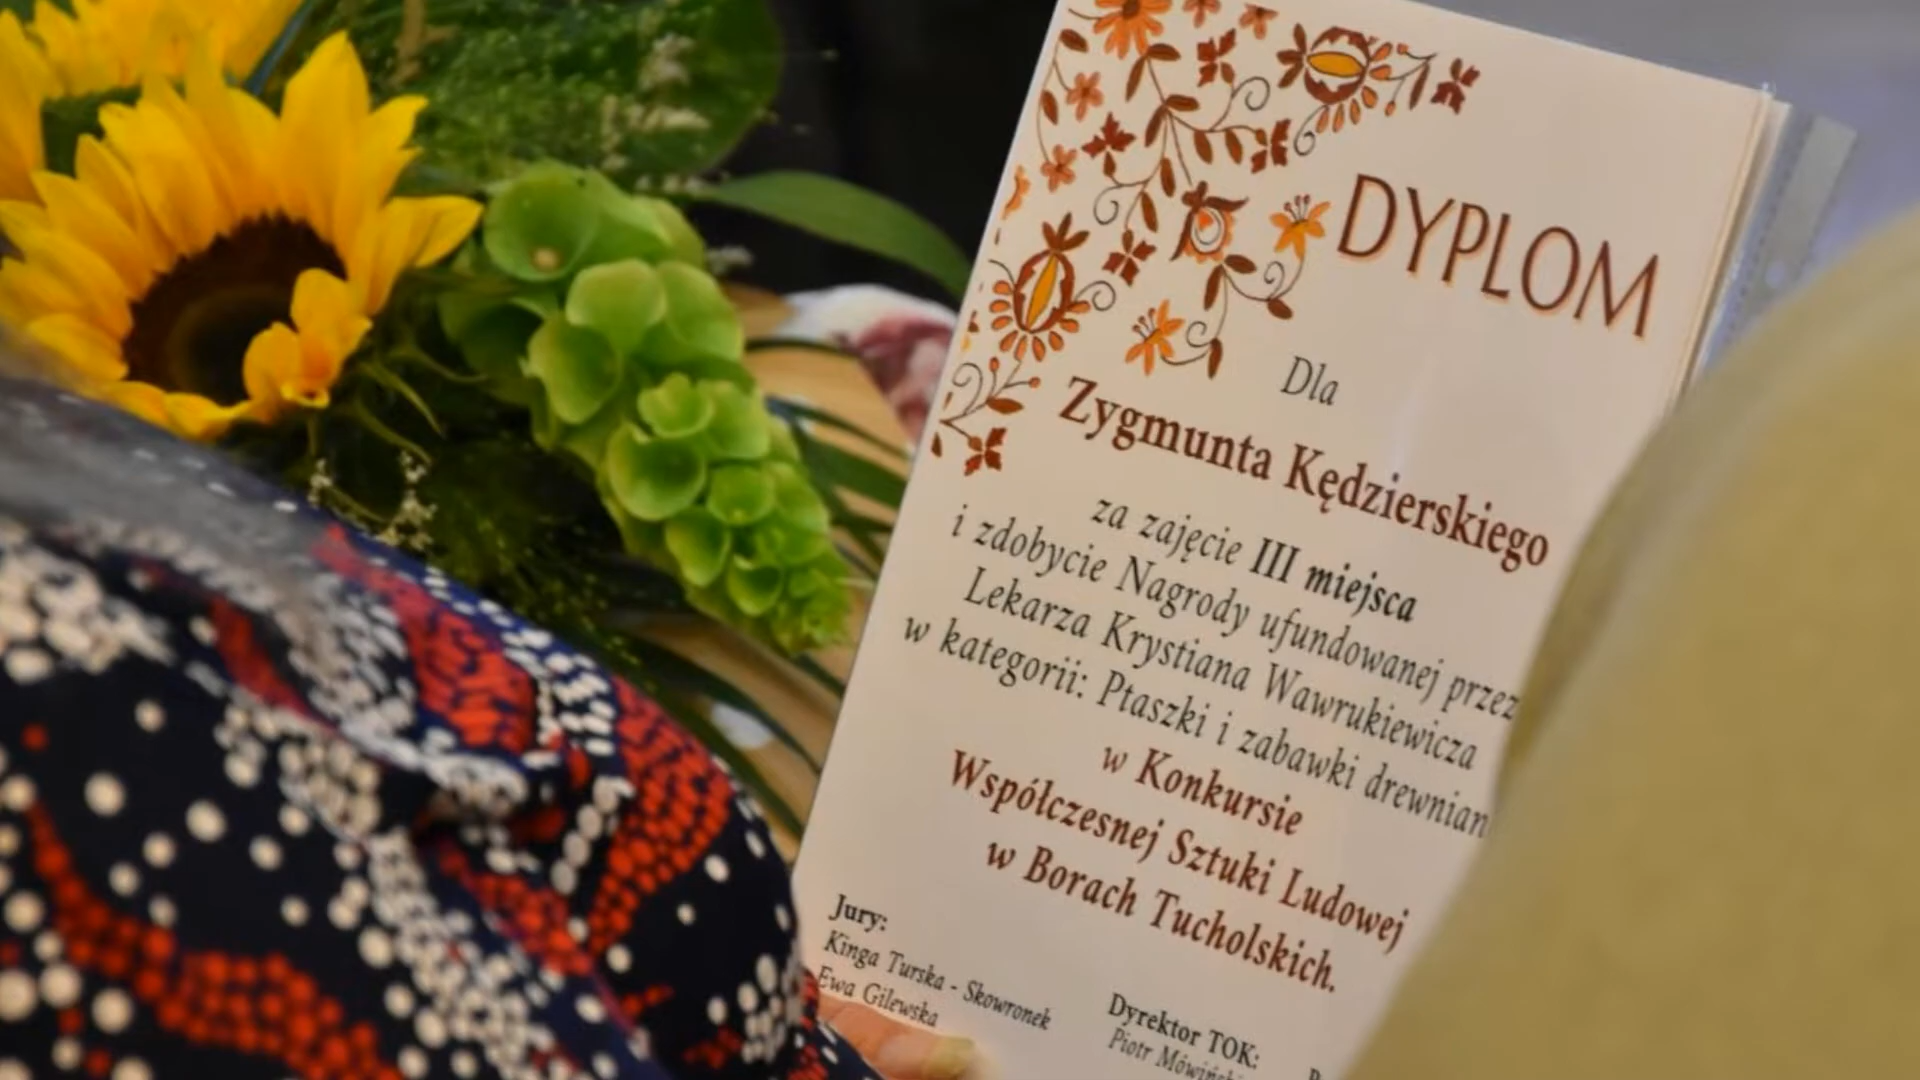 DYPLOM
Dla
Zygmunta Kędzierskiego
za zajęcie III miejsca
i zdobycie Nagrody ufundowanej przez
Lekarza Krystiana Wawrukiewicza
w kategorii: Ptaszki i zabawki drewnian
w Konkursie
Współczesnej Sztuki Ludowej
w Borach Tucholskich.
Jury:
Kinga Turska - Skowronek
Ewa Gilewska
Dyrektor TOK:
Piotr